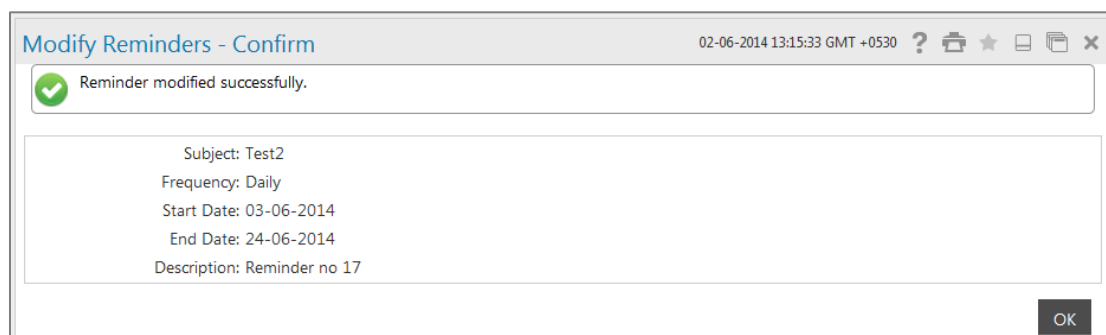 Modify Reminders - Confirm 02-06-2014 13:15:33 GMT +0530 ?
Reminder modified successfully.
Subject: Test2
Frequency: Daily
Start Date: 03-06-2014
End Date: 24-06-2014
Description: Reminder no 17
OK